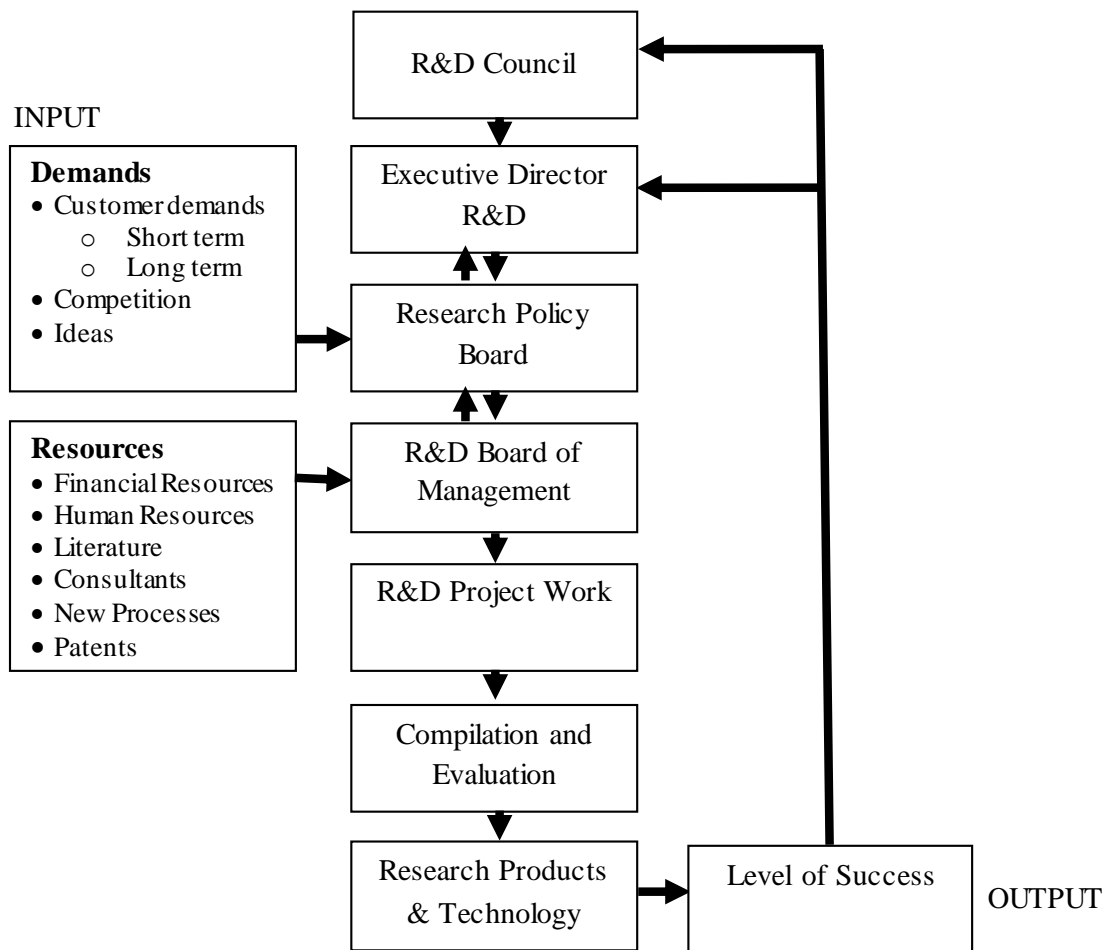 R&D Council
INPUT
Demands
• Customer demands
o Short term
o Long term
• Competition
• Ideas
Executive Director
R&D
Research Policy
Board
Resources
• Financial Resources
• Human Resources
• Literature
• Consultants
• New Processes
• Patents
R&D Board of
Management
R&D Project Work
Compilation and
Evaluation
Research Products
& Technology
Level of Success
OUTPUT